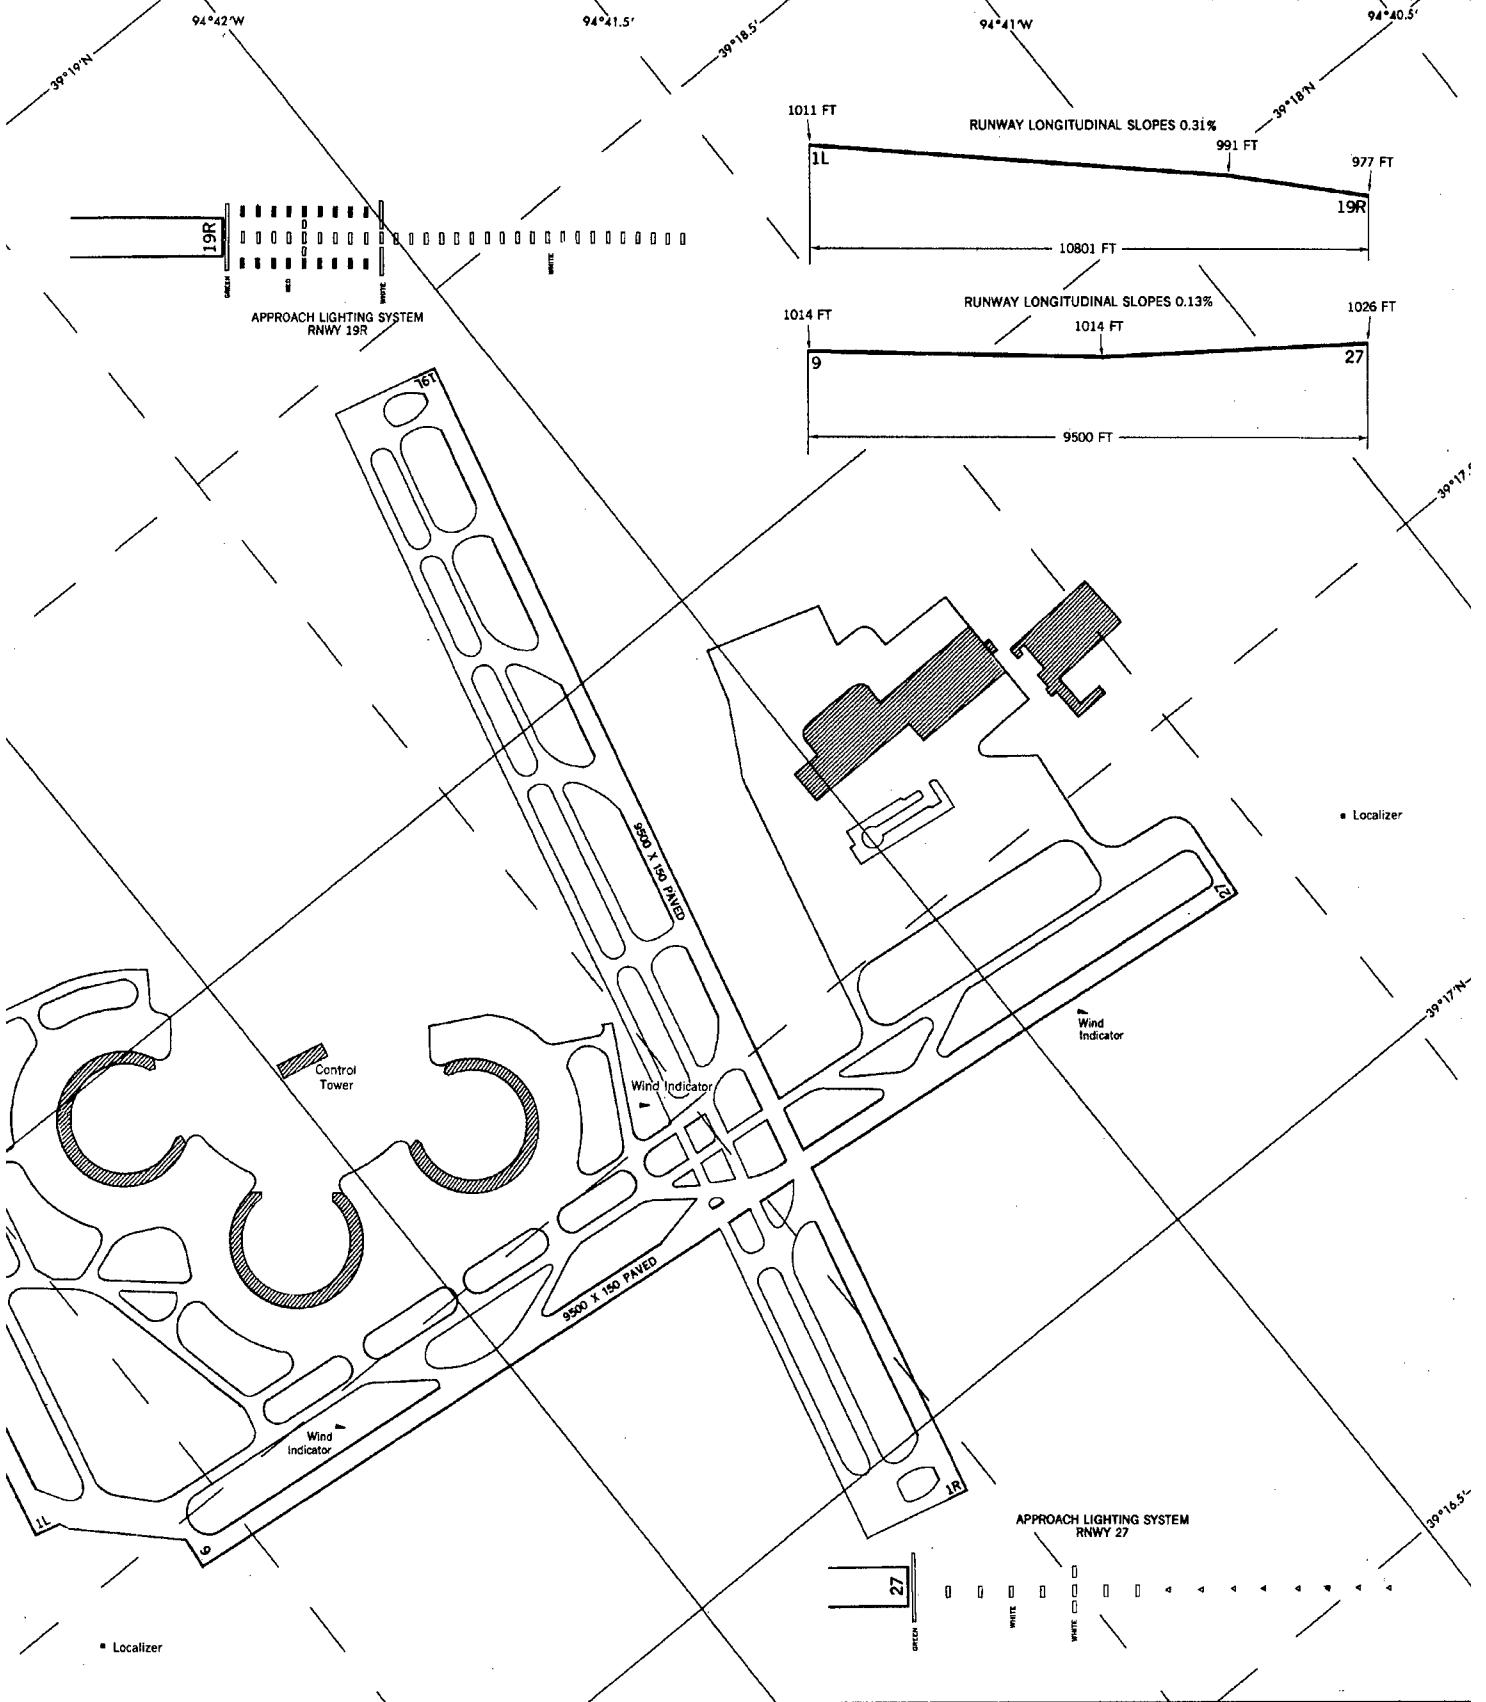 94°42'W
94°41.5'
94°41'W
94°40.5'
39°19'N
39°18.5'
39°18'N
1011 FT
RUNWAY LONGITUDINAL SLOPES 0.31%
991 FT
977 FT
1L
19R
10801 FT
19R
GREEN
RED
WHITE
WHITE
APPROACH LIGHTING SYSTEM
RNWY 19R
RUNWAY LONGITUDINAL SLOPES 0.13%
1014 FT
1014 FT
1026 FT
9
27
9500 FT
19L
39°17.5
9500 X 150 PAVED
Localizer
27
39°17'N
Wind
Indicator
Control
Tower
Wind Indicator
9500 X 150 PAVED
Wind
Indicator
1L
9
1R
39°16.5'
APPROACH LIGHTING SYSTEM
RNWY 27
27
GREEN
WHITE
WHITE
Localizer